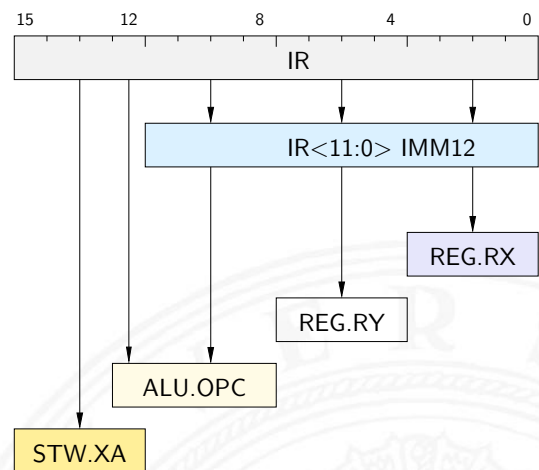 15 12 8 4 0
IR
IR<11:0> IMM12
REG.RX
REG.RY
ALU.OPC
STW.XA